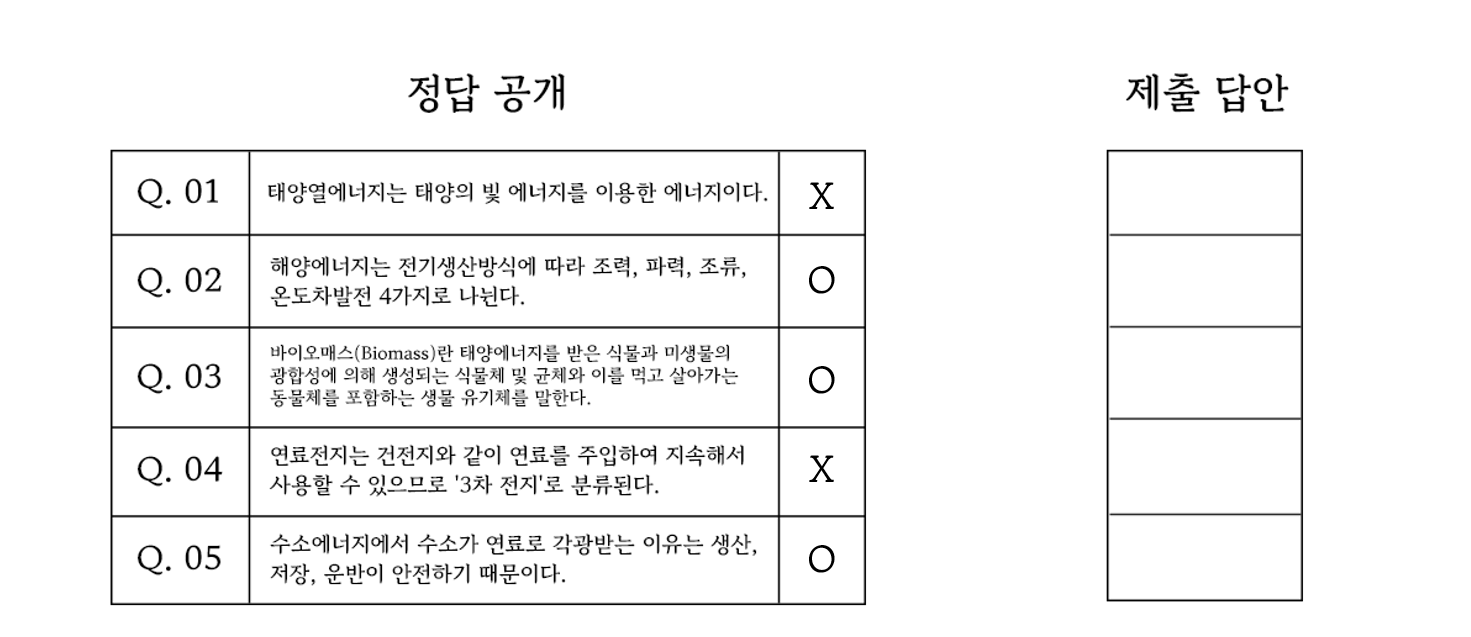 정답 공개
제출 답안
Q. 01
태양열에너지는 태양의 빛 에너지를 이용한 에너지이다.
X
Q. 02
해양에너지는 전기생산방식에 따라 조력, 파력, 조류,
온도차발전 4가지로 나뉜다.
O
Q. 03
바이오매스(Biomass)란 태양에너지를 받은 식물과 미생물의
광합성에 의해 생성되는 식물체 및 균체와 이를 먹고 살아가는
동물체를 포함하는 생물 유기체를 말한다.
O
Q. 04
연료전지는 건전지와 같이 연료를 주입하여 지속해서
사용할 수 있으므로 '3차 전지'로 분류된다.
X
Q. 05
수소에너지에서 수소가 연료로 각광받는 이유는 생산,
저장, 운반이 안전하기 때문이다.
O